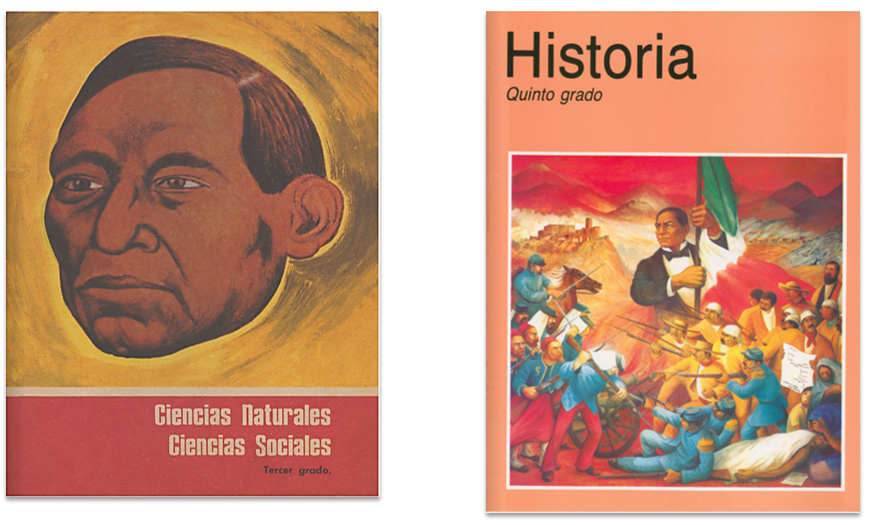 Ciencias Naturales
Ciencias Sociales
Tercer grado.
Historia
Quinto grado